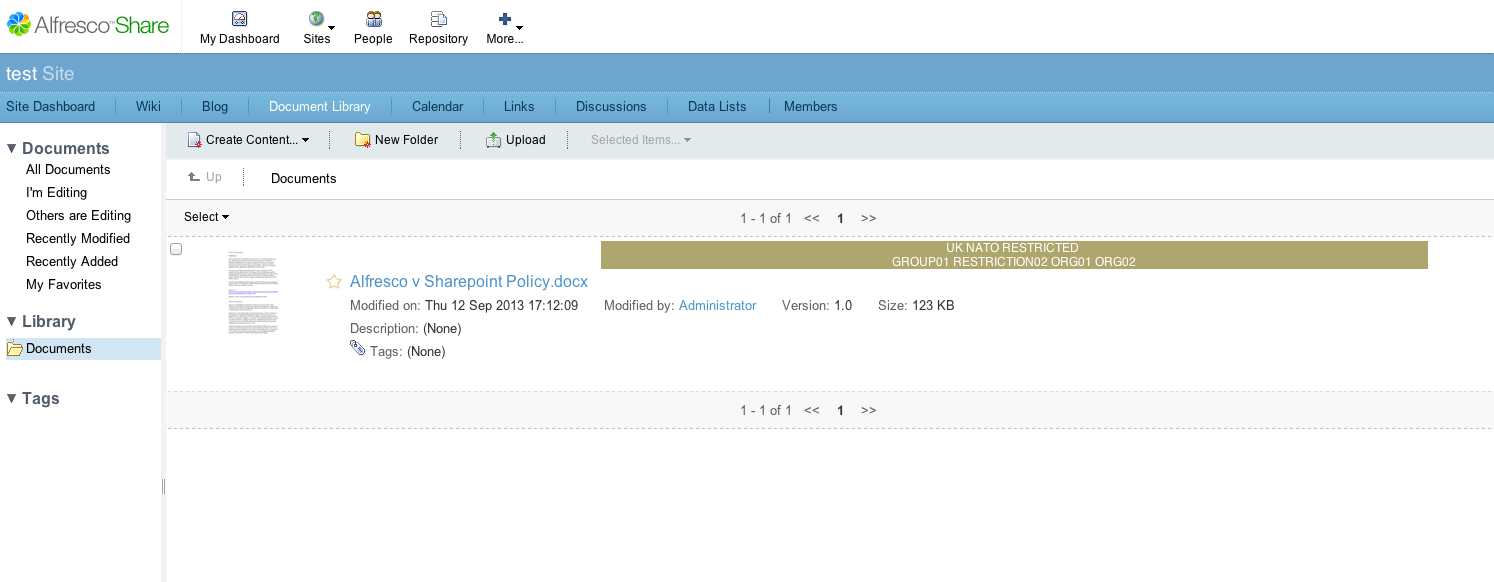 Alfresco™ Share
My Dashboard Sites People Repository More...
test Site
Site Dashboard Wiki Blog Document Library Calendar Links Discussions Data Lists Members
Create Content... New Folder Upload Selected Items...
Up Documents
Documents
All Documents
I'm Editing
Others are Editing
Recently Modified
Recently Added
My Favorites
Library
Documents
Tags
Select 1 - 1 of 1 << 1 >>
UK NATO RESTRICTED
GROUP01 RESTRICTION02 ORG01 ORG02
Alfresco v Sharepoint Policy.docx
Modified on: Thu 12 Sep 2013 17:12:09 Modified by: Administrator Version: 1.0 Size: 123 KB
Description: (None)
Tags: (None)
1 - 1 of 1 << 1 >>